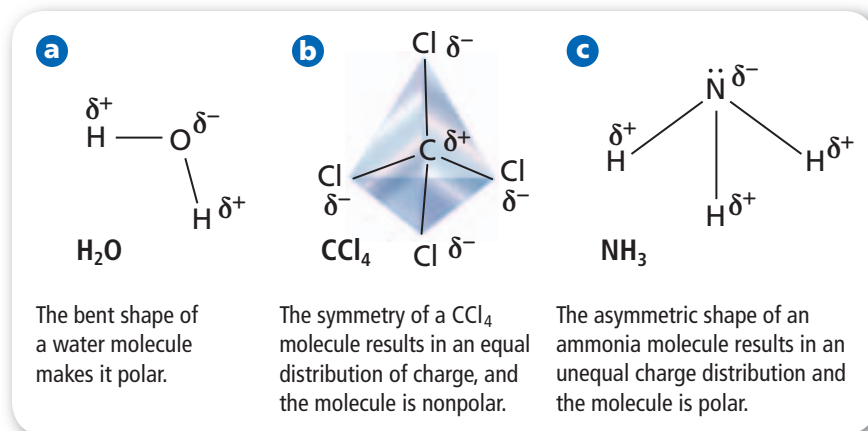 a
δ+
H
O
δ−
H
δ+
H₂O
The bent shape of
a water molecule
makes it polar.
b
Cl δ−
C δ+
Cl
δ−
Cl
δ−
Cl δ−
CCl₄
The symmetry of a CCl₄
molecule results in an equal
distribution of charge, and
the molecule is nonpolar.
c
··
N δ−
δ+
H
H δ+
H δ+
NH₃
The asymmetric shape of an
ammonia molecule results in an
unequal charge distribution and
the molecule is polar.